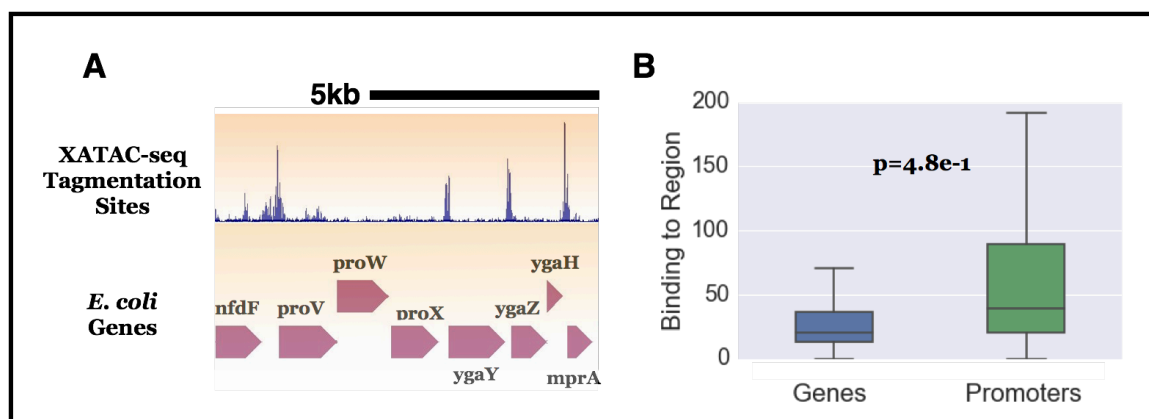 A
5kb
XATAC-seq
Tagmentation
Sites
E. coli
Genes
nfdF
proV
proW
proX
ygaY
ygaZ
ygaH
mprA
B
Binding to Region
200
150
100
50
0
p=4.8e-1
Genes
Promoters